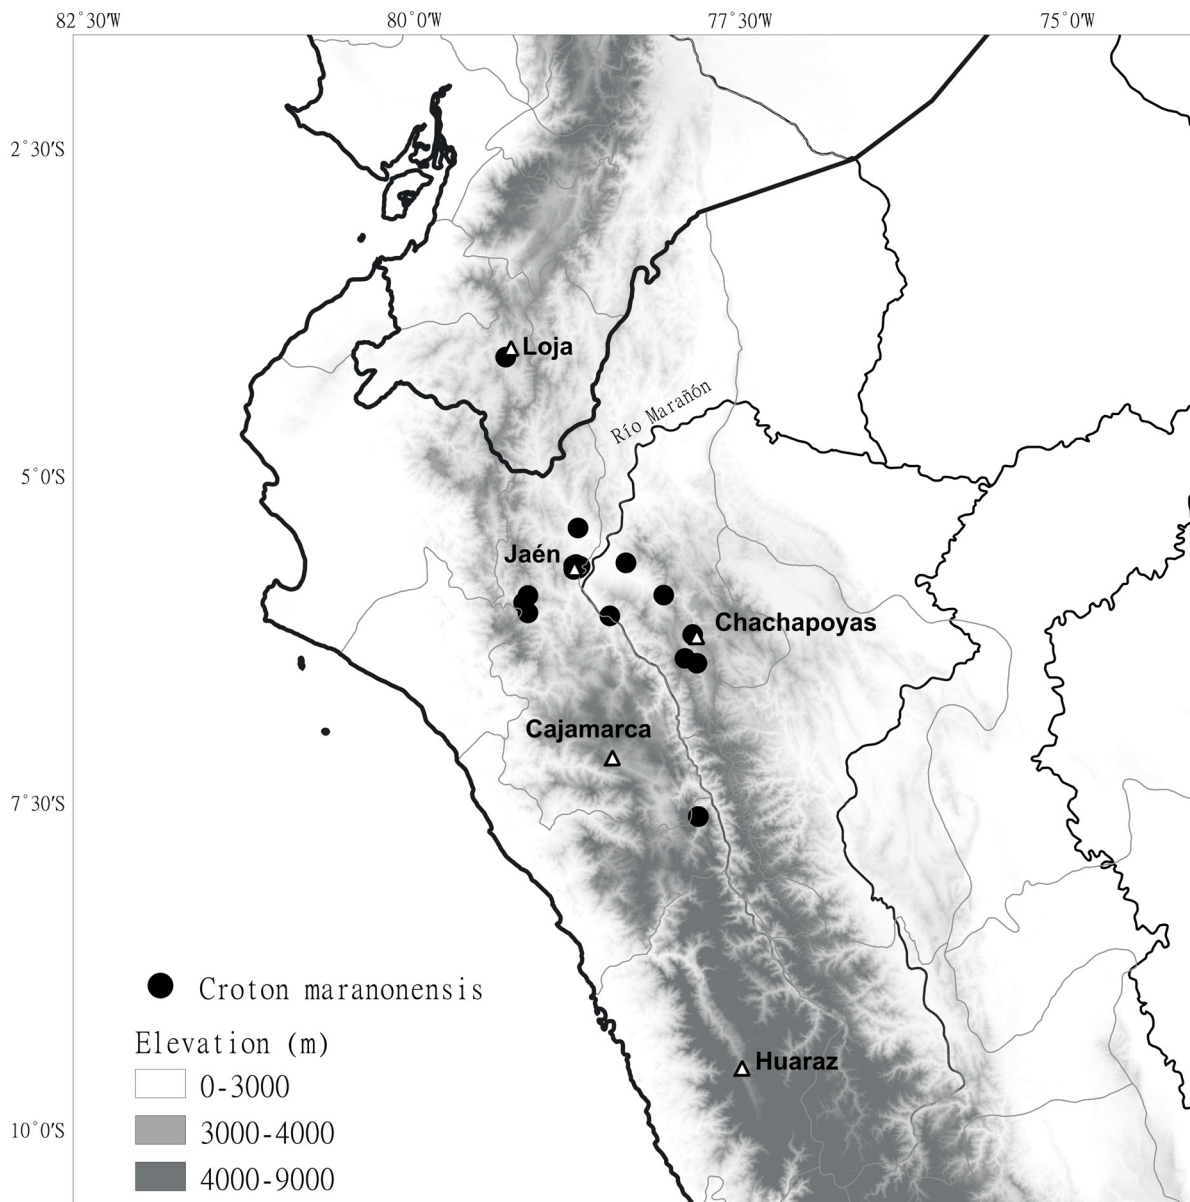 82°30'W 80°0'W 77°30'W 75°0'W
2°30'S
Loja
Río Marañón
5°0'S
Jaén
Chachapoyas
Cajamarca
7°30'S
Croton maranonensis
Elevation (m)
Huaraz
0-3000
3000-4000
10°0'S
4000-9000